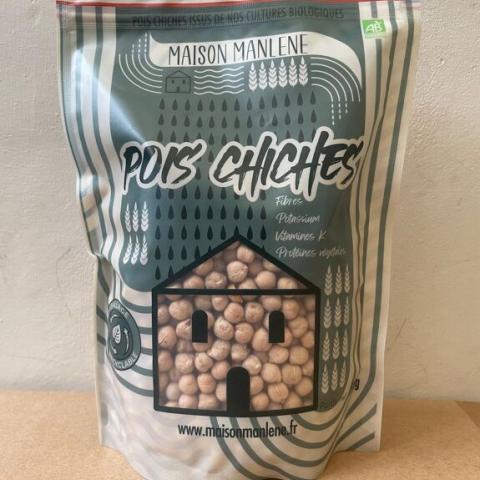 POIS CHICHES ISSUS DE NOS CULTURES BIOLOGIQUES
AB
MAISON MANLENE
POIS CHICHES
Fibres
Potassium
Vitamines K
Protéines végétales
RECYCLABLE
g
www.maisonmanlene.fr